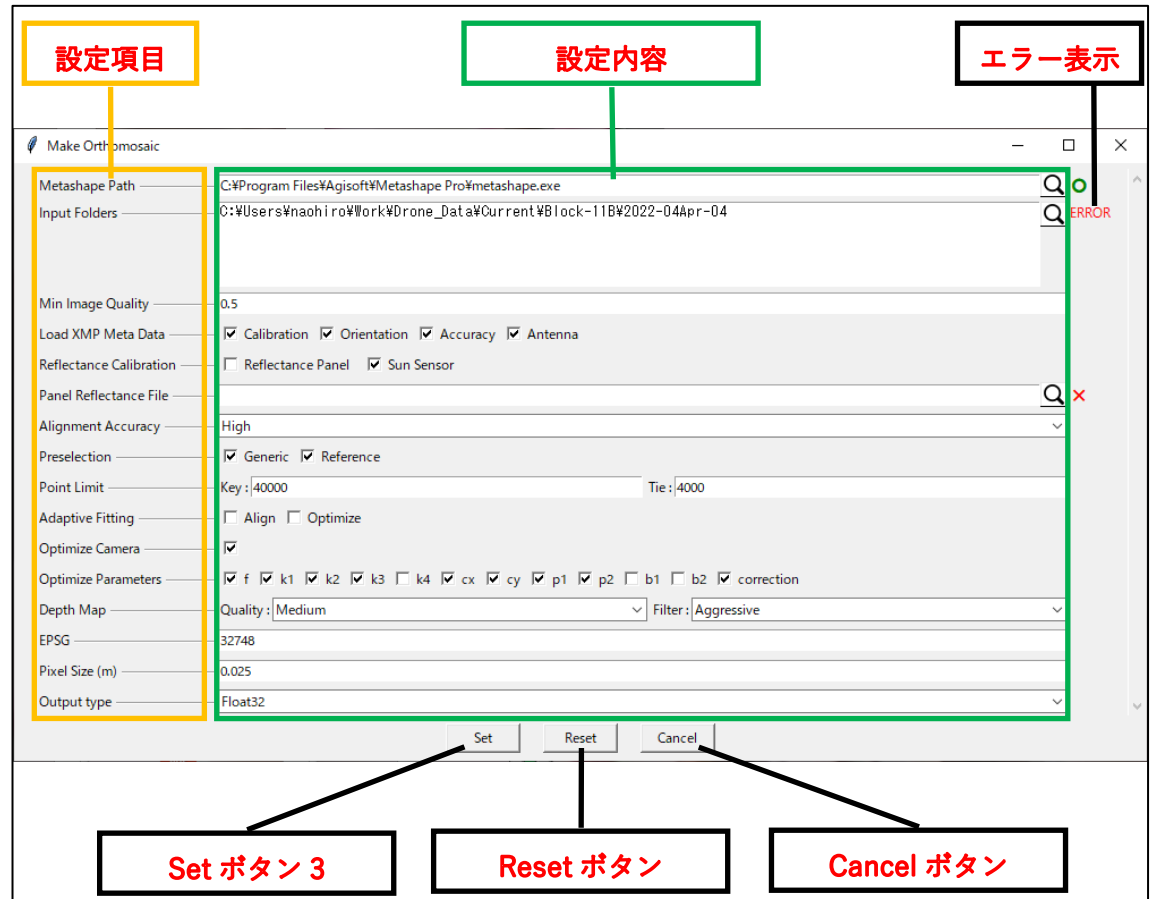 設定項目
設定内容
エラー表示
Make Orthomosaic
Metashape Path C:¥Program Files¥Agisoft¥Metashape Pro¥metashape.exe
Input Folders C:¥Users¥naohiro¥Work¥Drone_Data¥Current¥Block-11B¥2022-04Apr-04 ERROR
Min Image Quality 0.5
Load XMP Meta Data Calibration Orientation Accuracy Antenna
Reflectance Calibration Reflectance Panel Sun Sensor
Panel Reflectance File
Alignment Accuracy High
Preselection Generic Reference
Point Limit Key : 40000 Tie : 4000
Adaptive Fitting Align Optimize
Optimize Camera
Optimize Parameters f k1 k2 k3 k4 cx cy p1 p2 b1 b2 correction
Depth Map Quality : Medium Filter : Aggressive
EPSG 32748
Pixel Size (m) 0.025
Output type Float32
Set Reset Cancel
Set ボタン 3
Reset ボタン
Cancel ボタン